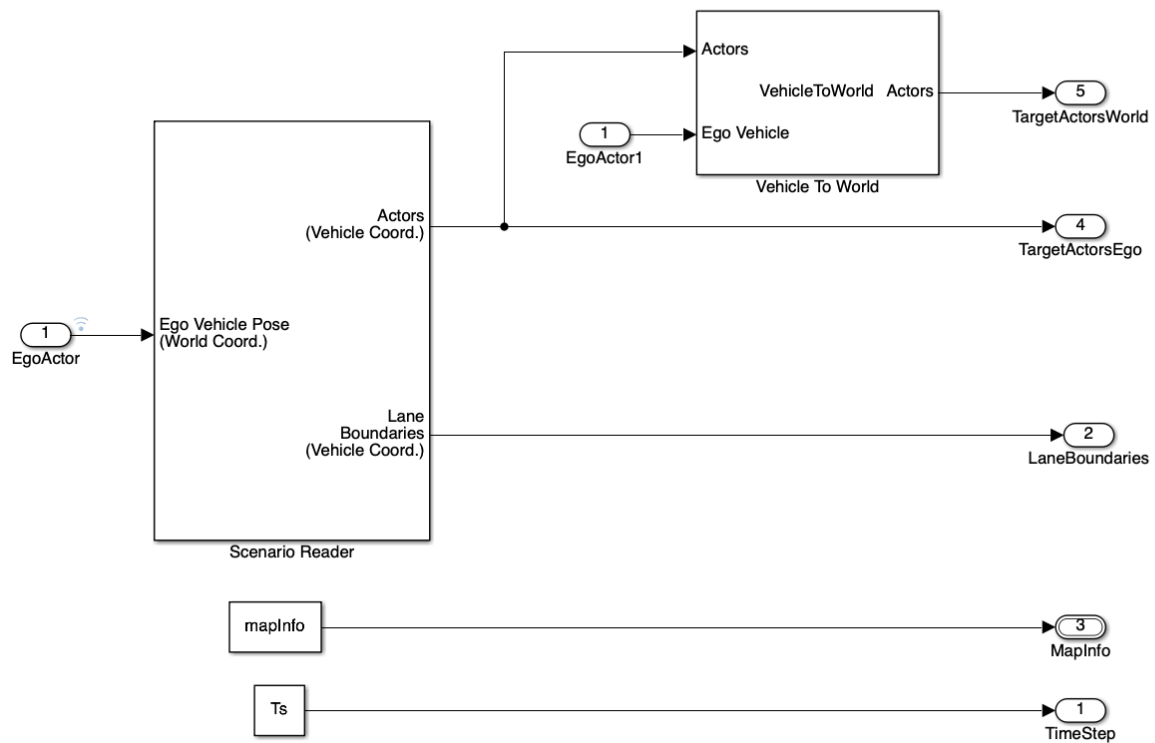 Actors
VehicleToWorld Actors
5
TargetActorsWorld
1
EgoActor1
Ego Vehicle
Vehicle To World
Actors
(Vehicle Coord.)
4
TargetActorsEgo
1
EgoActor
Ego Vehicle Pose
(World Coord.)
Lane
Boundaries
(Vehicle Coord.)
2
LaneBoundaries
Scenario Reader
mapInfo
3
MapInfo
Ts
1
TimeStep